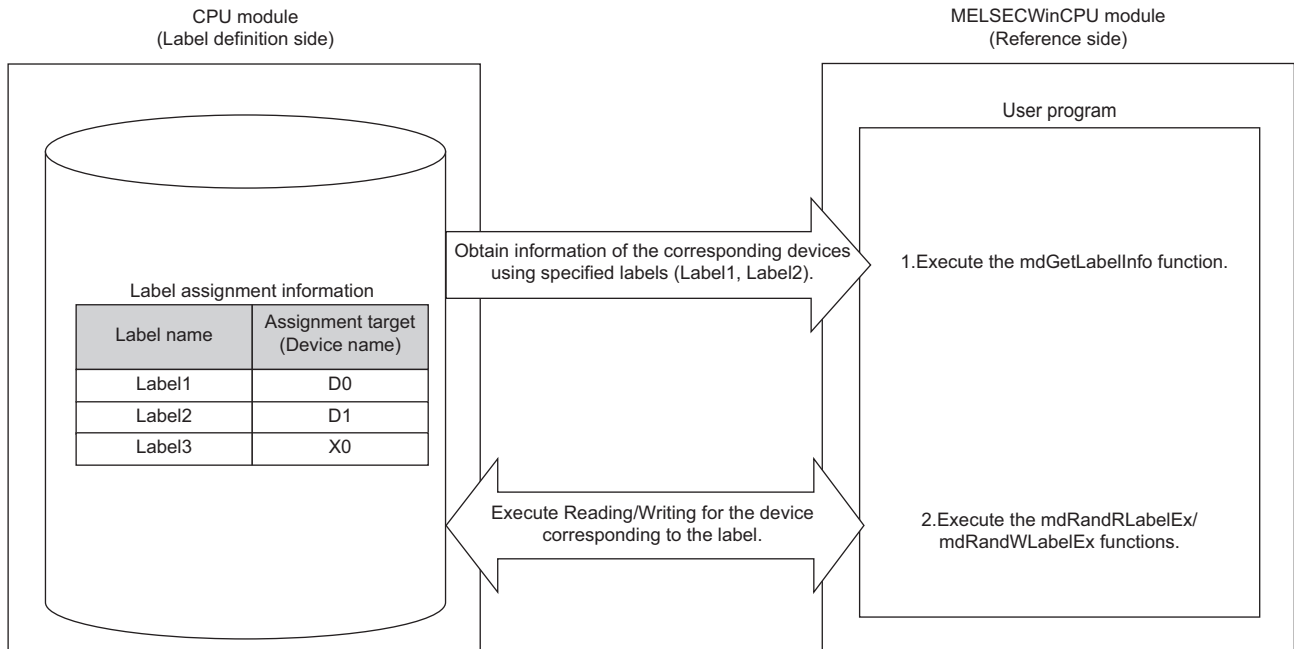 CPU module
(Label definition side)
MELSECWinCPU module
(Reference side)
User program
Obtain information of the corresponding devices
using specified labels (Label1, Label2).
1.Execute the mdGetLabelInfo function.
Label assignment information
Label name
Assignment target
(Device name)
Label1
D0
Label2
D1
Label3
X0
Execute Reading/Writing for the device
corresponding to the label.
2.Execute the mdRandRLabelEx/
mdRandWLabelEx functions.